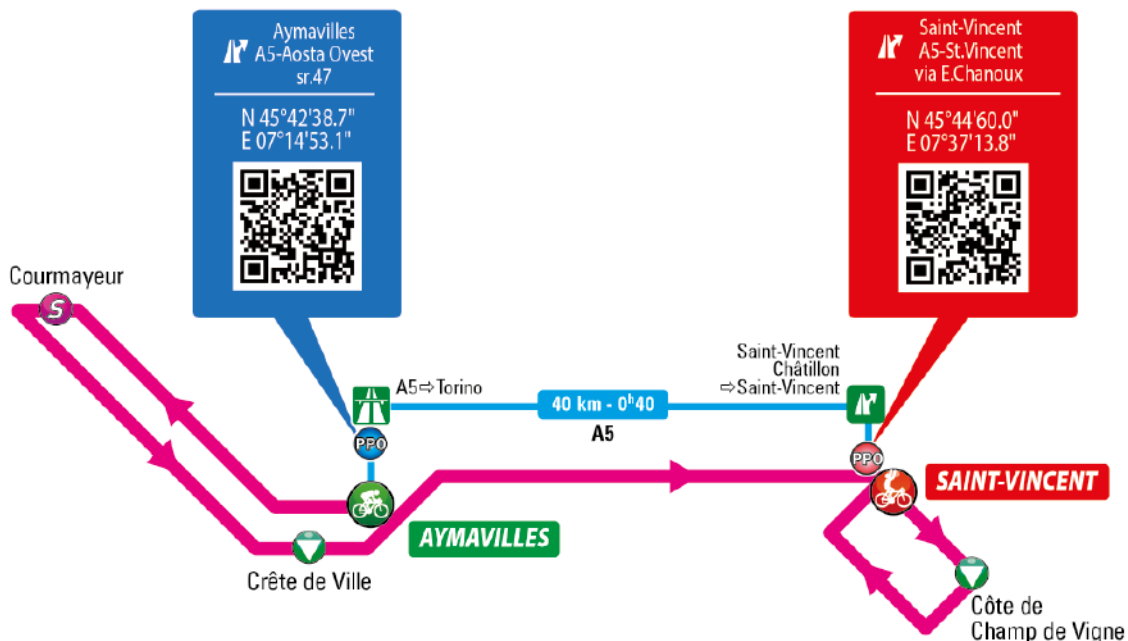 Aymavilles
A5-Aosta Ovest
sr.47
N 45°42'38.7"
E 07°14'53.1"
Saint-Vincent
A5-St.Vincent
via E.Chanoux
N 45°44'60.0"
E 07°37'13.8"
Courmayeur
S
A5⇨Torino
40 km - 0ʰ40
A5
Saint-Vincent
Châtillon
⇨Saint-Vincent
PPO
PPO
SAINT-VINCENT
AYMAVILLES
Crête de Ville
Côte de
Champ de Vigne